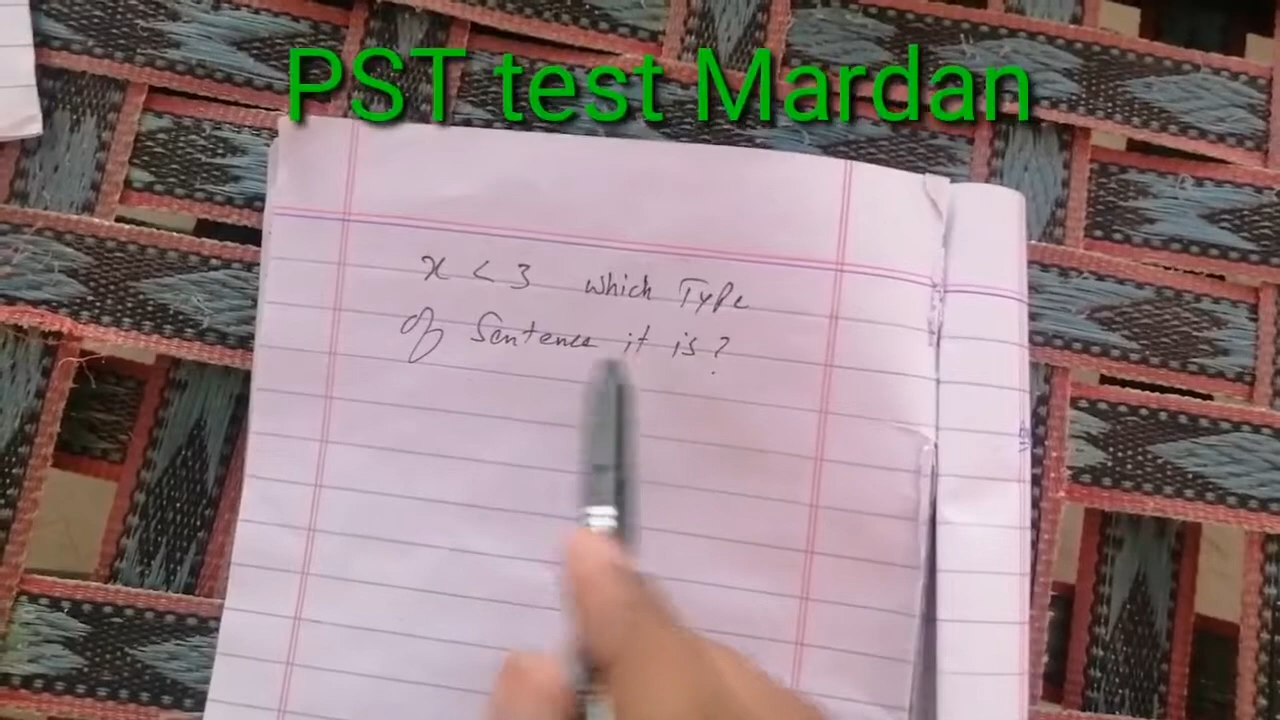 PST test Mardan
x < 3 which Type
of Sentence it is?